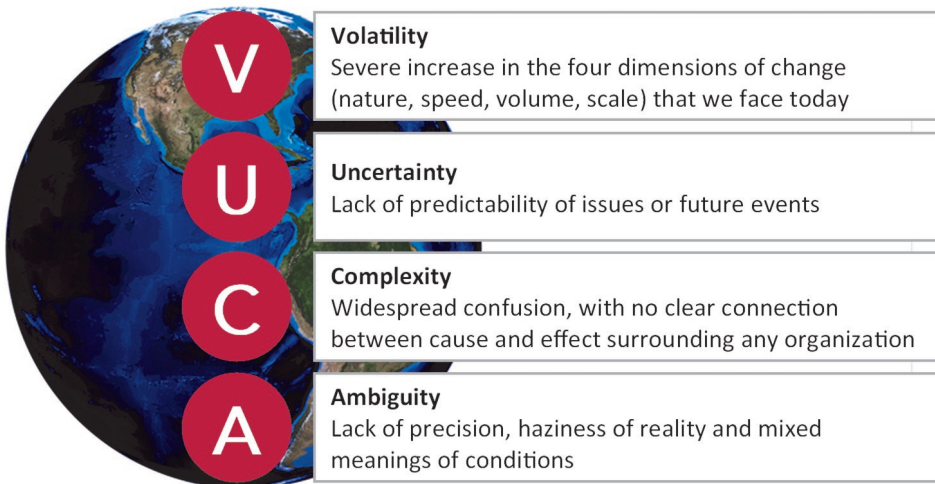 V
Volatility
Severe increase in the four dimensions of change
(nature, speed, volume, scale) that we face today
U
Uncertainty
Lack of predictability of issues or future events
C
Complexity
Widespread confusion, with no clear connection
between cause and effect surrounding any organization
A
Ambiguity
Lack of precision, haziness of reality and mixed
meanings of conditions